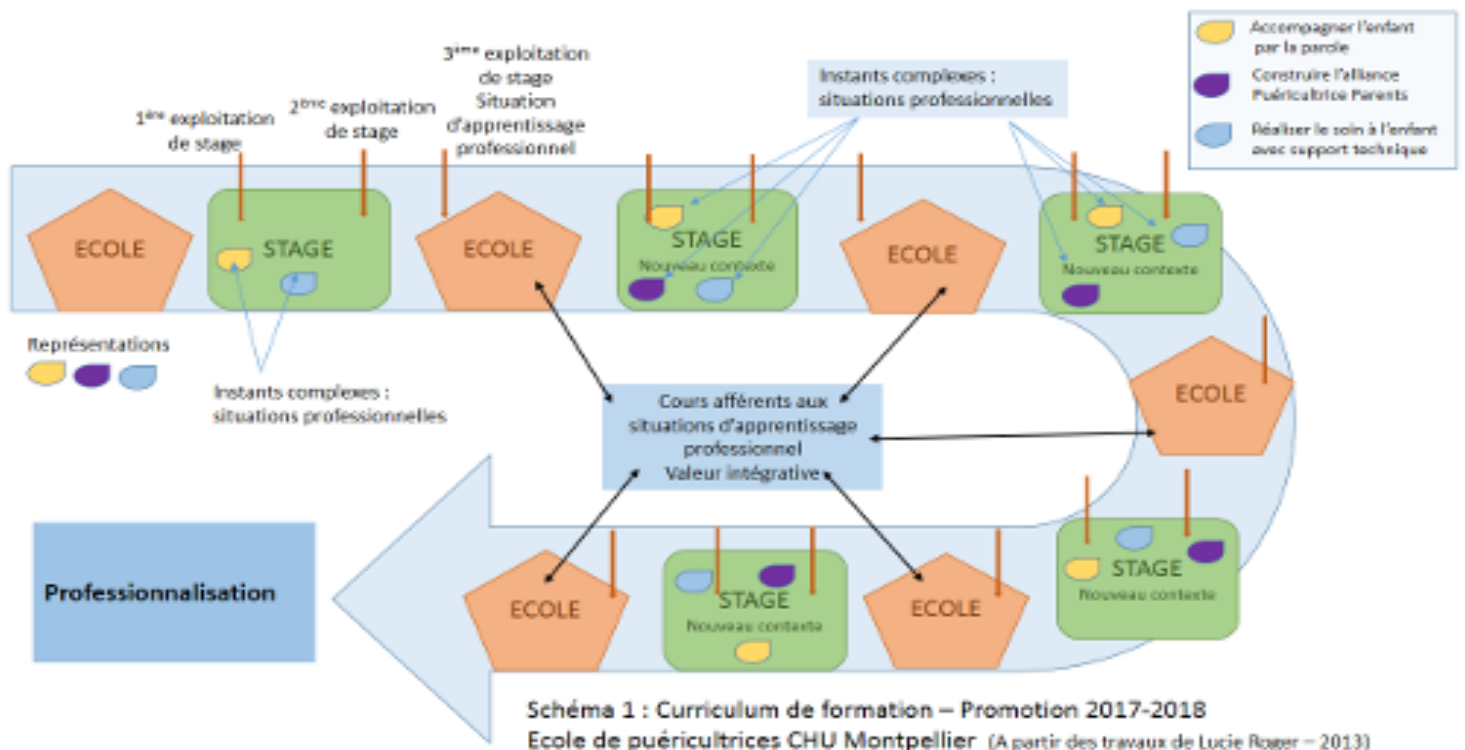 Accompagner l'enfant
par la parole
Construire l'alliance
Puéricultrice Parents
Réaliser le soin à l'enfant
avec support technique
1ère exploitation
de stage
2ème exploitation
de stage
3ème exploitation
de stage
Situation
d'apprentissage
professionnel
Instants complexes :
situations professionnelles
ECOLE
STAGE
ECOLE
STAGE
Nouveau contexte
ECOLE
STAGE
Nouveau contexte
Représentations
Instants complexes :
situations professionnelles
Cours afférents aux
situations d'apprentissage
professionnel
Valeur intégrative
ECOLE
STAGE
Nouveau contexte
ECOLE
STAGE
Nouveau contexte
ECOLE
Professionnalisation
Schéma 1 : Curriculum de formation – Promotion 2017-2018
Ecole de puéricultrices CHU Montpellier (A partir des travaux de Lucie Roger – 2013)